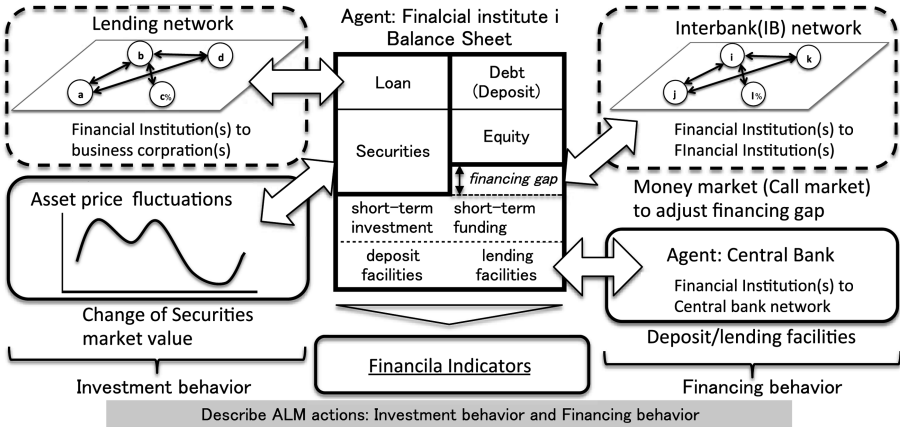 Lending network
b
d
a
c%
Financial Institution(s) to
business corpration(s)
Asset price fluctuations
Change of Securities
market value
Investment behavior
Agent: Finalcial institute i
Balance Sheet
Loan
Debt
(Deposit)
Securities
Equity
financing gap
short-term
investment
short-term
funding
deposit
facilities
lending
facilities
Financila Indicators
Interbank(IB) network
i
k
j
l%
Financial Institution(s) to
FInancial Institution(s)
Money market (Call market)
to adjust financing gap
Agent: Central Bank
Financial Institution(s) to
Central bank network
Deposit/lending facilities
Financing behavior
Describe ALM actions: Investment behavior and Financing behavior